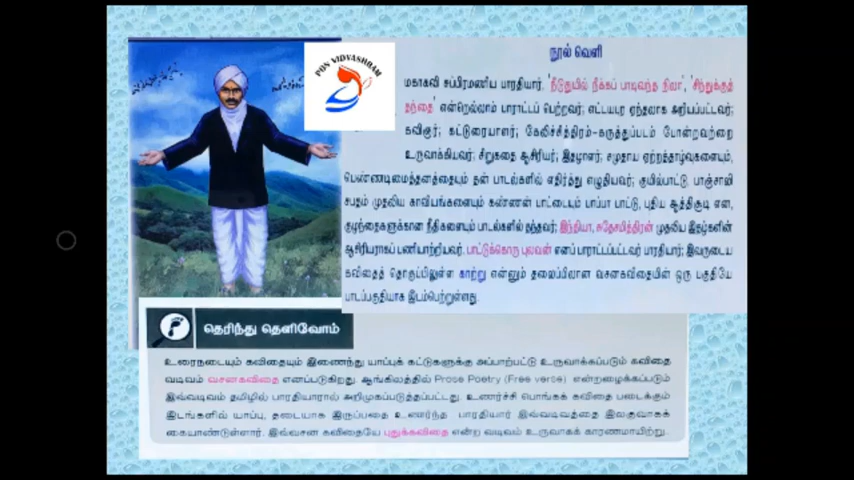 PON VIDYASHRAM
நூல் வெளி
மகாகவி சுப்பிரமணிய பாரதியார், 'நீடுதுயில் நீக்கப் பாடிவந்த நிலா', 'சிந்துக்குத்
தந்தை' என்றெல்லாம் பாராட்டப் பெற்றவர்; எட்டயபுர ஏந்தலாக அறியப்பட்டவர்;
கவிஞர்; கட்டுரையாளர்; கேலிச்சித்திரம்-கருத்துப்படம் போன்றவற்றை
உருவாக்கியவர்; சிறுகதை ஆசிரியர்; இதழாளர்; சமுதாய ஏற்றத்தாழ்வுகளையும்,
பெண்ணடிமைத்தனத்தையும் தன் பாடல்களில் எதிர்த்து எழுதியவர்; குயில்பாட்டு, பாஞ்சாலி
சபதம் முதலிய காவியங்களையும் கண்ணன் பாட்டையும் பாப்பா பாட்டு, புதிய ஆத்திசூடி என,
குழந்தைகளுக்கான நீதிகளையும் பாடல்களில் தந்தவர்; இந்தியா, சுதேசமித்திரன் முதலிய இதழ்களின்
ஆசிரியராகப் பணியாற்றியவர். பாட்டுக்கொரு புலவன் எனப் பாராட்டப்பட்டவர் பாரதியார்; இவருடைய
கவிதைத் தொகுப்பிலுள்ள காற்று என்னும் தலைப்பிலான வசனகவிதையின் ஒரு பகுதியே
பாடப்பகுதியாக இடம்பெற்றுள்ளது.
தெரிந்து தெளிவோம்
உரைநடையும் கவிதையும் இணைந்து யாப்புக் கட்டுகளுக்கு அப்பாற்பட்டு உருவாக்கப்படும் கவிதை
வடிவம் வசனகவிதை எனப்படுகிறது. ஆங்கிலத்தில் Prose Poetry (Free verse) என்றழைக்கப்படும்
இவ்வடிவம் தமிழில் பாரதியாரால் அறிமுகப்படுத்தப்பட்டது. உணர்ச்சி பொங்கக் கவிதை படைக்கும்
இடங்களில் யாப்பு, தடையாக இருப்பதை உணர்ந்த பாரதியார் இவ்வடிவத்தை இலகுவாகக்
கையாண்டுள்ளார். இவ்வசன கவிதையே புதுக்கவிதை என்ற வடிவம் உருவாகக் காரணமாயிற்று.